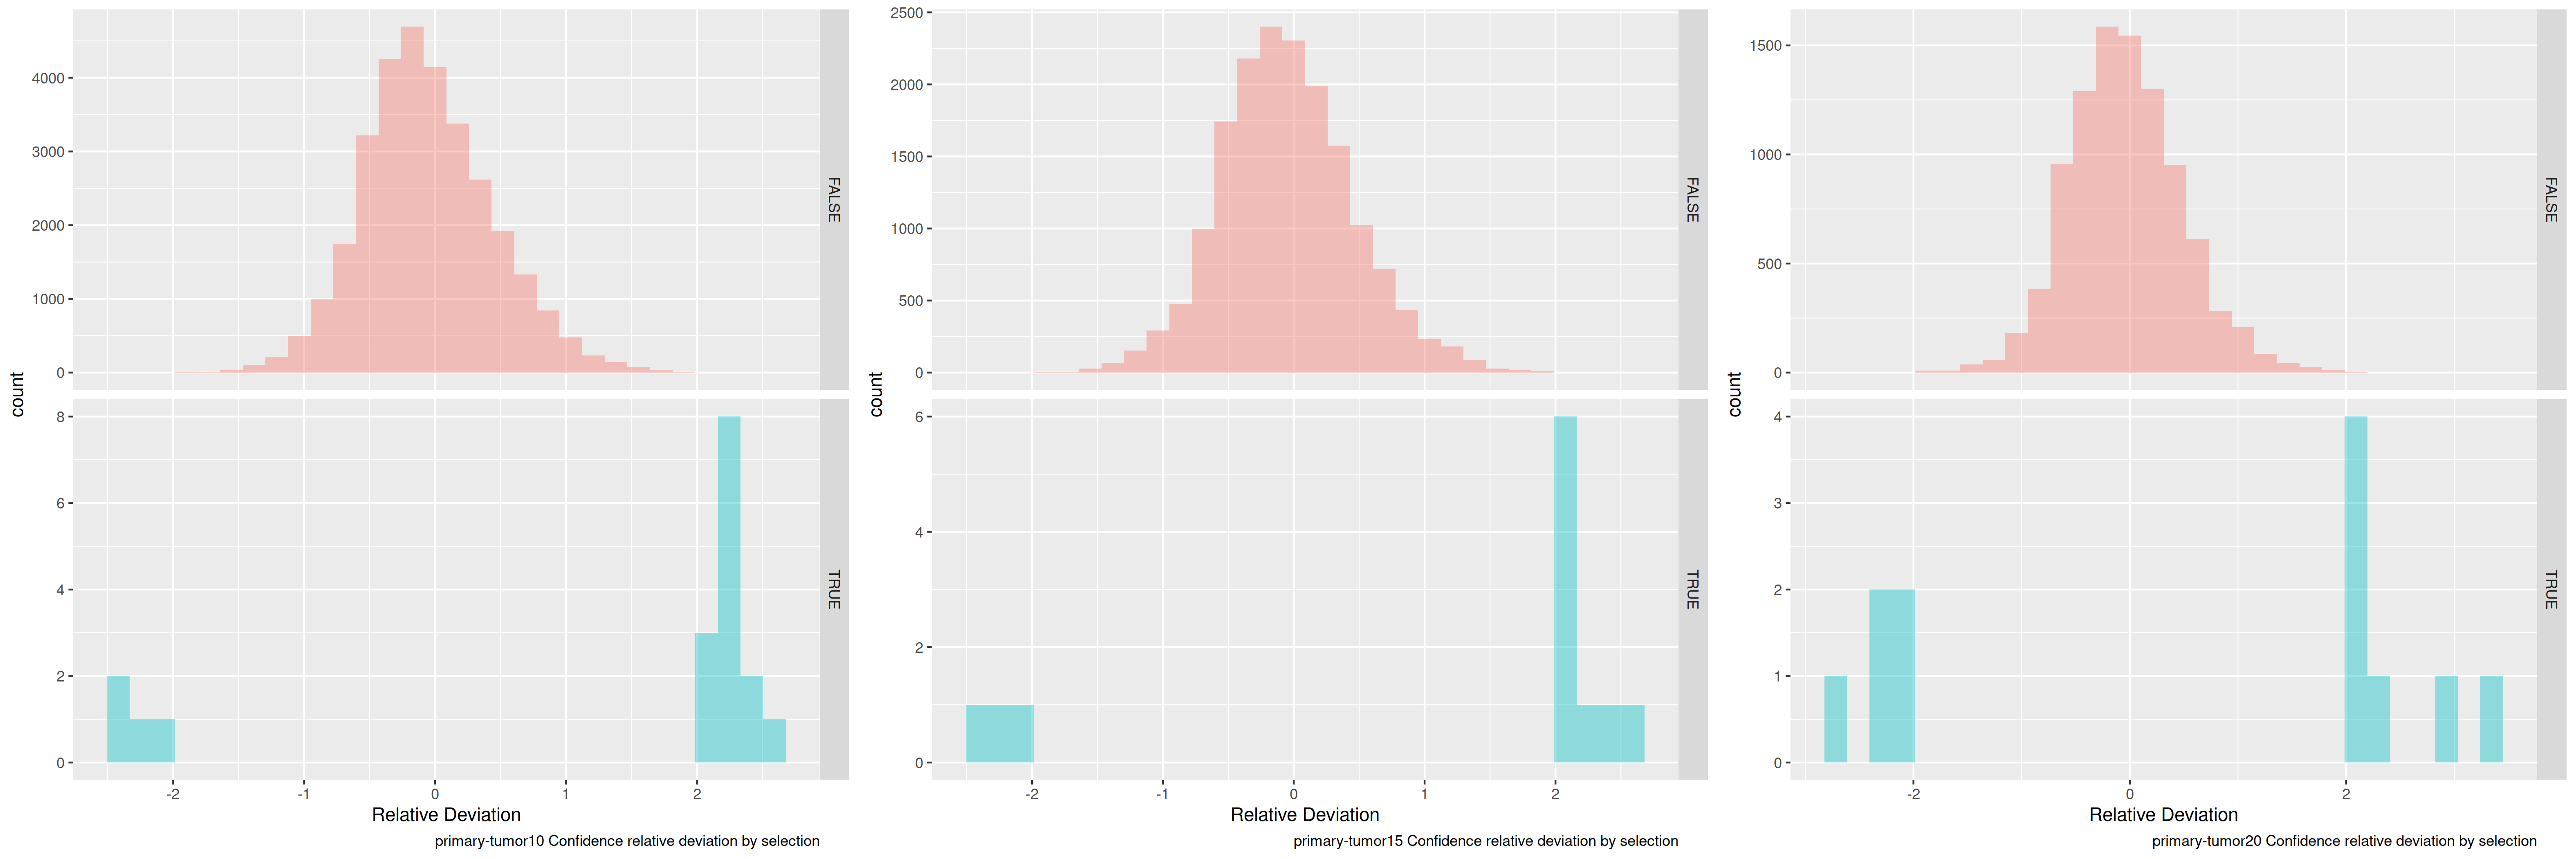 count
4000
3000
2000
1000
0
FALSE
8
6
4
2
0
TRUE
-2 -1 0 1 2
Relative Deviation
primary-tumor10 Confidence relative deviation by selection
count
2500
2000
1500
1000
500
0
FALSE
6
4
2
0
TRUE
-2 -1 0 1 2
Relative Deviation
primary-tumor15 Confidence relative deviation by selection
count
1500
1000
500
0
FALSE
4
3
2
1
0
TRUE
-2 0 2
Relative Deviation
primary-tumor20 Confidence relative deviation by selection